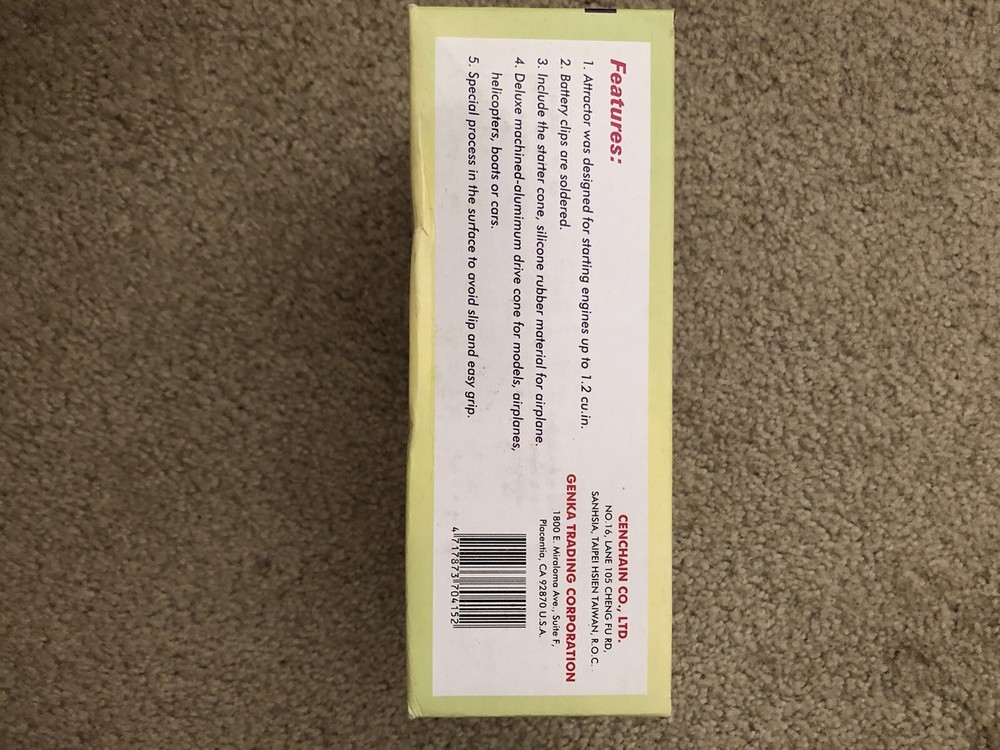 Features:
1. Attractor was designed for starting engines up to 1.2 cu.in.
2. Battery clips are soldered.
3. Include the starter cone, silicone rubber material for airplane.
4. Deluxe machined-alumimum drive cone for models, airplanes,
helicopters, boats or cars.
5. Special process in the surface to avoid slip and easy grip.
CENCHAIN CO., LTD.
NO.16, LANE 105 CHENG FU RD,
SANHSIA, TAIPEI HSIEN TAIWAN, R.O.C.
GENKA TRADING CORPORATION
1800 E. Miraloma Ave., Suite F,
Placentia, CA 92870 U.S.A.
4 717873 704152